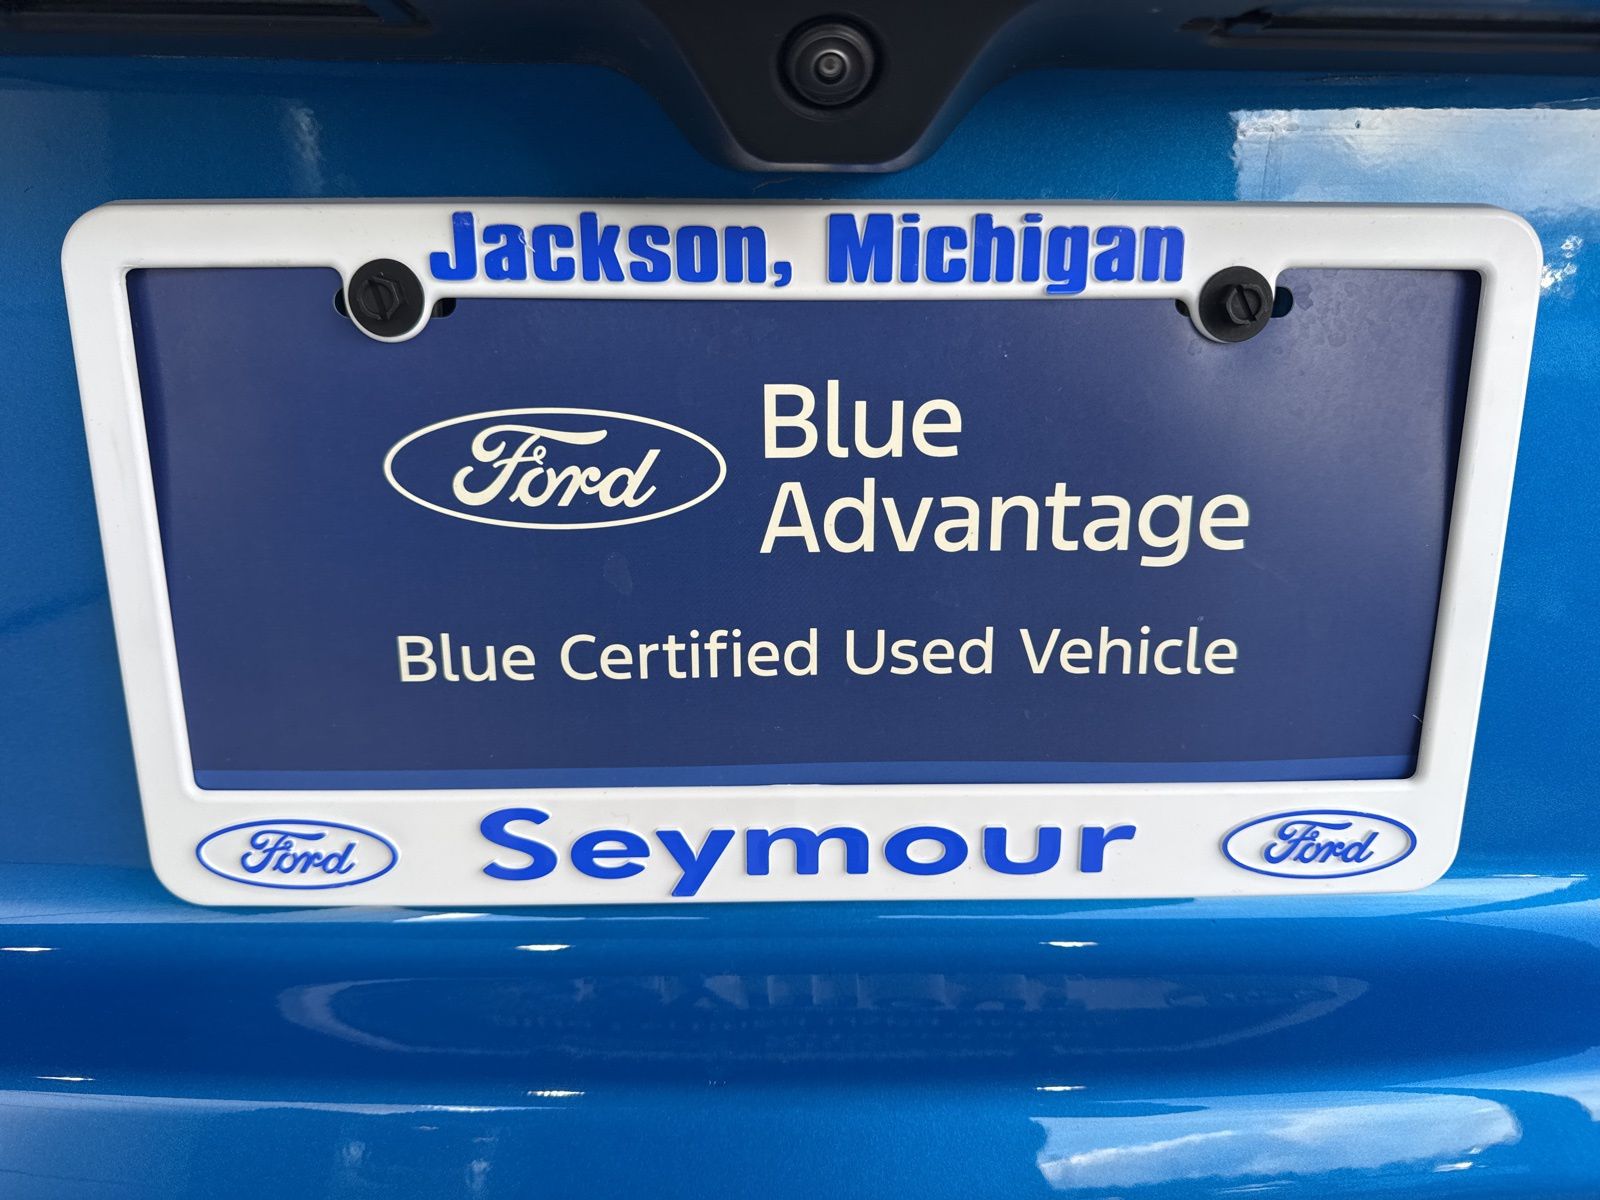 Jackson, Michigan
Ford
Blue
Advantage
Blue Certified Used Vehicle
Ford Seymour Ford